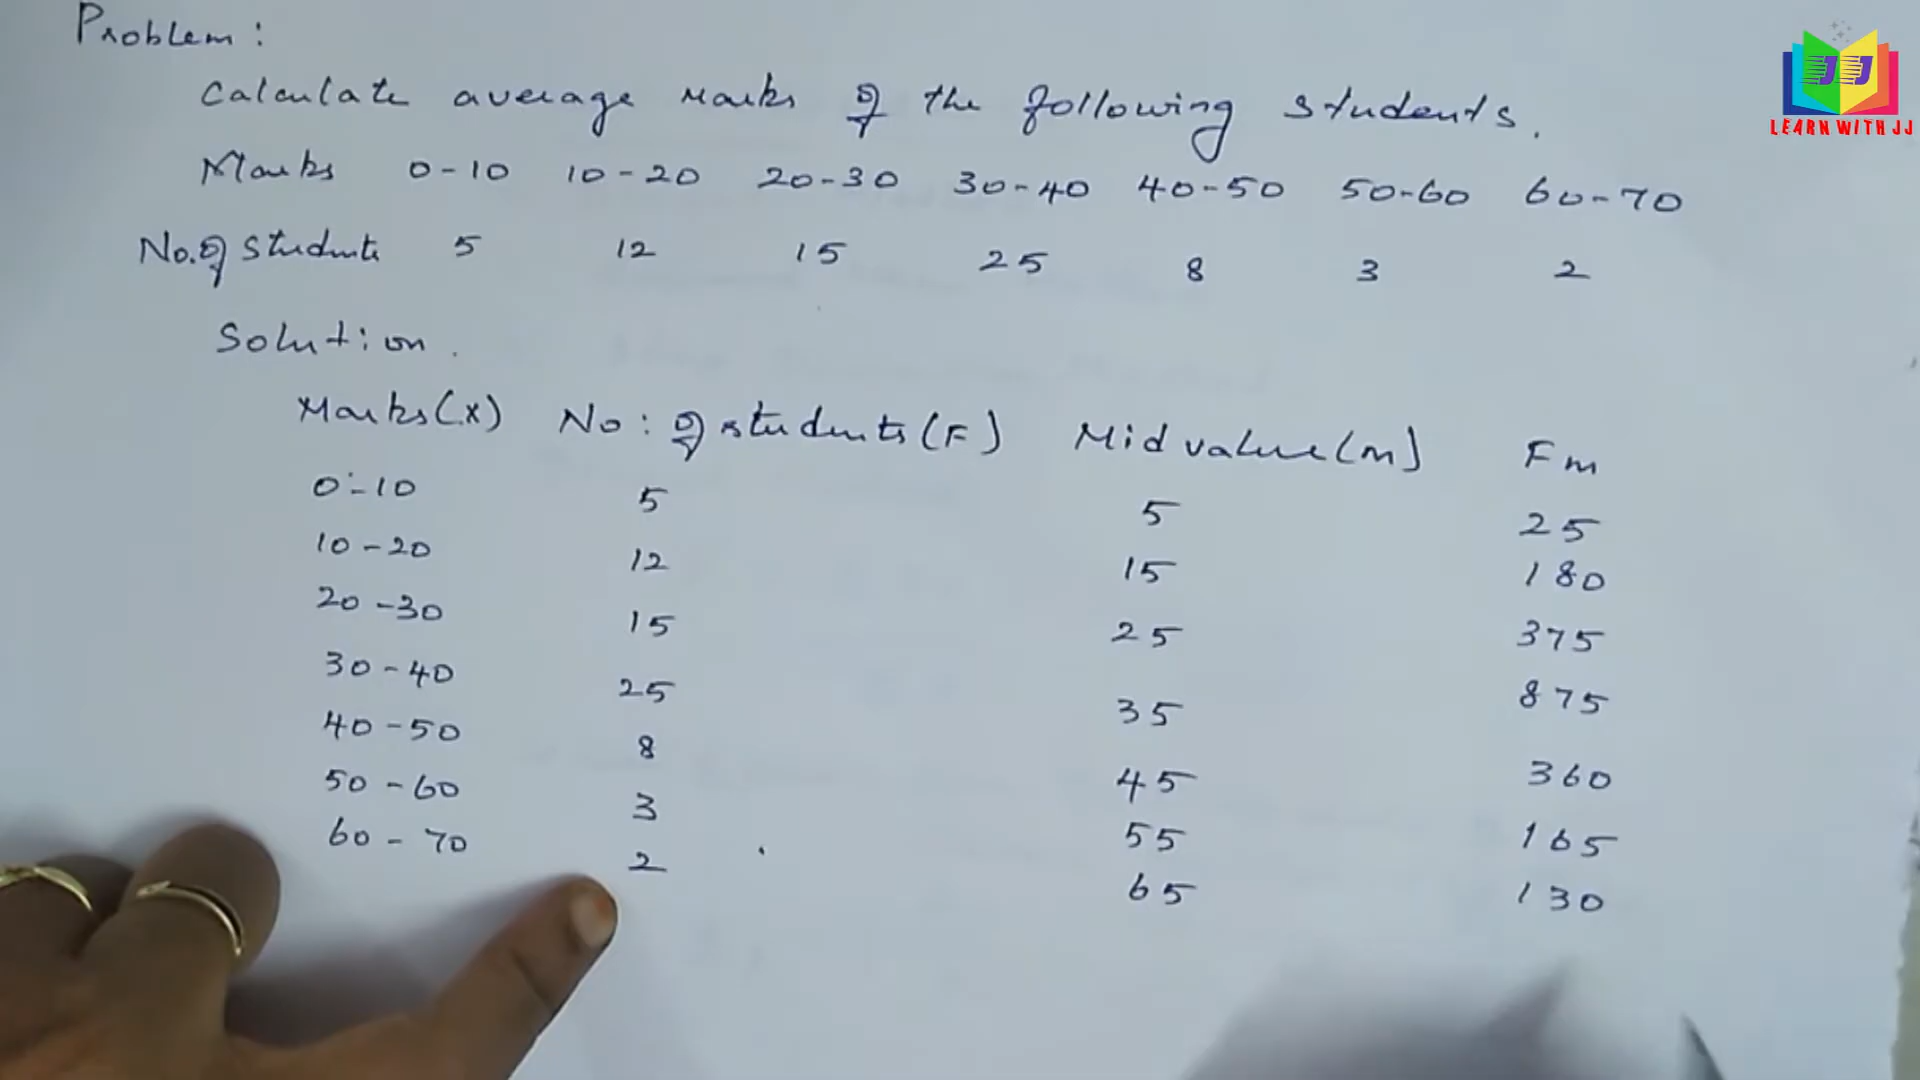 Problem:
Calculate average Marks of the following students.
Marks 0-10 10-20 20-30 30-40 40-50 50-60 60-70
No. of students 5 12 15 25 8 3 2
Solution.
Marks(X) No: of students (F) Mid value (m) Fm
0-10 5 5 25
10-20 12 15 180
20-30 15 25 375
30-40 25 35 875
40-50 8 45 360
50-60 3 55 165
60-70 2 65 130
JJ
LEARN WITH JJ